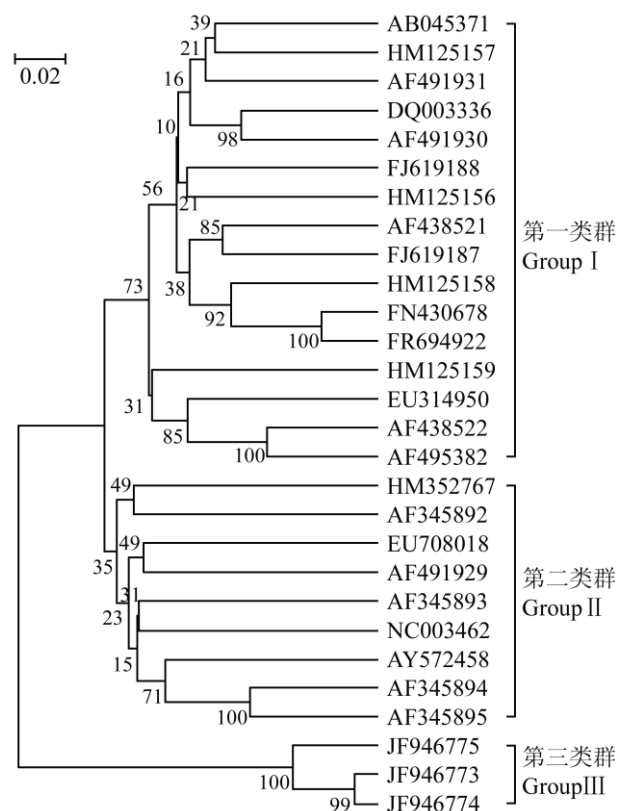 39
AB045371
21
HM125157
0.02
16
AF491931
10
DQ003336
98
AF491930
56
FJ619188
21
HM125156
85
AF438521
FJ619187
第一类群
Group Ⅰ
73
38
HM125158
92
FN430678
100
FR694922
HM125159
31
EU314950
85
AF438522
100
AF495382
49
HM352767
AF345892
49
EU708018
35
AF491929
第二类群
Group Ⅱ
31
AF345893
23
NC003462
15
AY572458
71
AF345894
100
AF345895
JF946775
第三类群
GroupⅢ
100
JF946773
99
JF946774